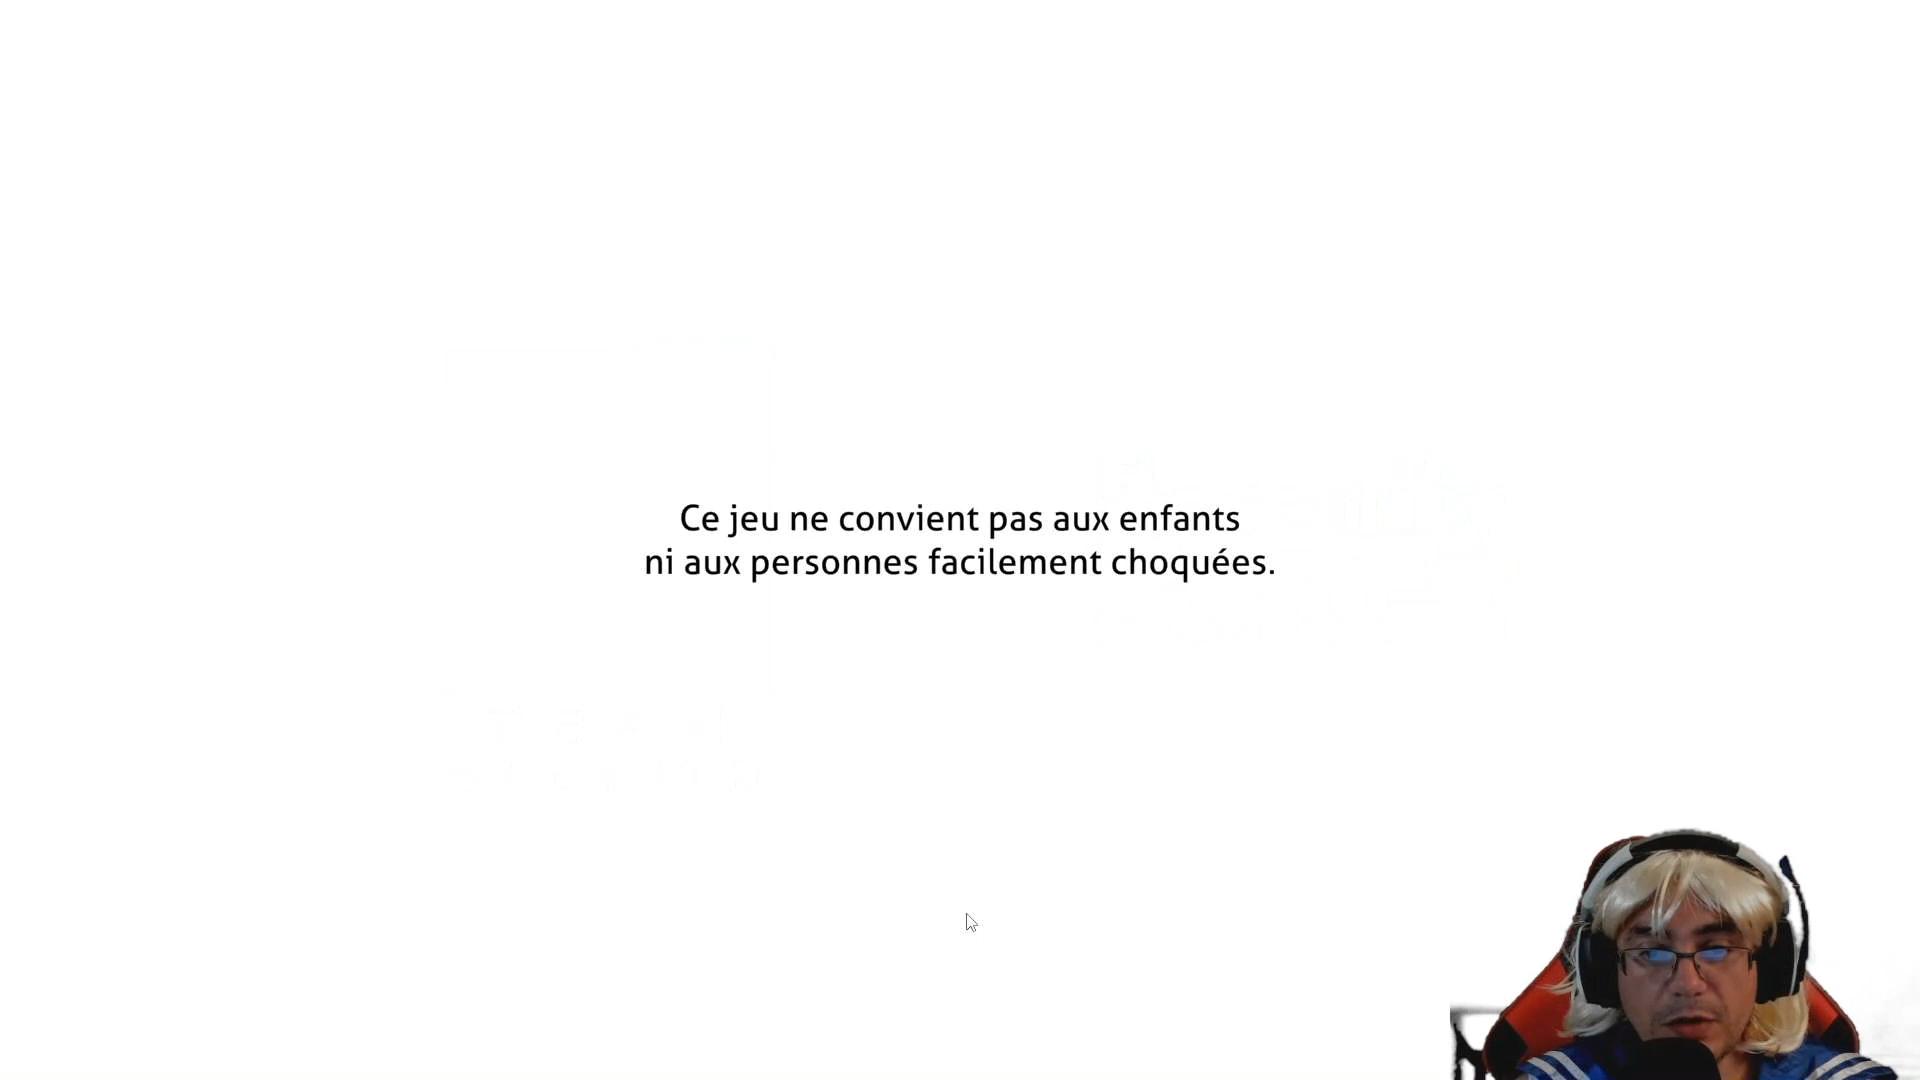 Ce jeu ne convient pas aux enfants
ni aux personnes facilement choquées.